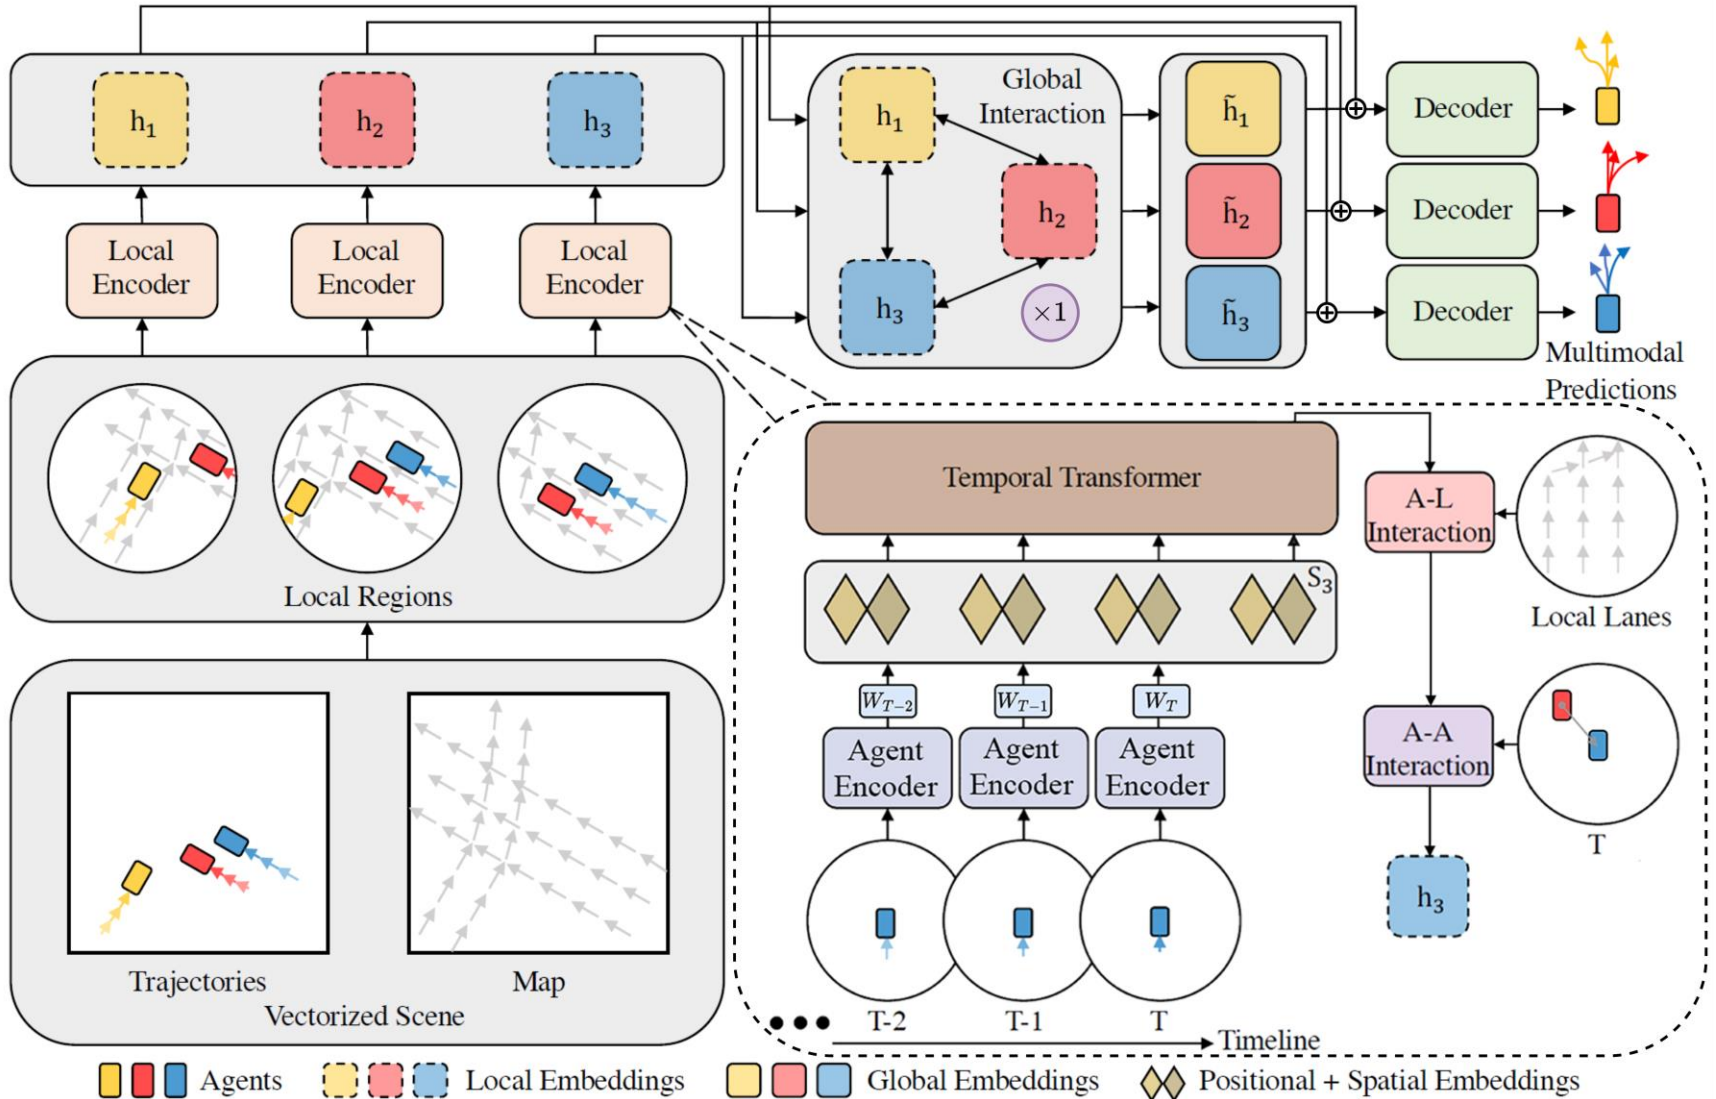 h₁
h₂
h₃
Local
Encoder
Local
Encoder
Local
Encoder
Local Regions
Trajectories
Map
Vectorized Scene
Global
Interaction
h₁
h₂
h₃
×1
h̃₁
h̃₂
h̃₃
Decoder
Decoder
Decoder
Multimodal
Predictions
Temporal Transformer
S₃
W_{T−2}
W_{T−1}
W_T
Agent
Encoder
Agent
Encoder
Agent
Encoder
T-2
T-1
T
Timeline
A-L
Interaction
Local Lanes
A-A
Interaction
T
h₃
Agents
Local Embeddings
Global Embeddings
Positional + Spatial Embeddings